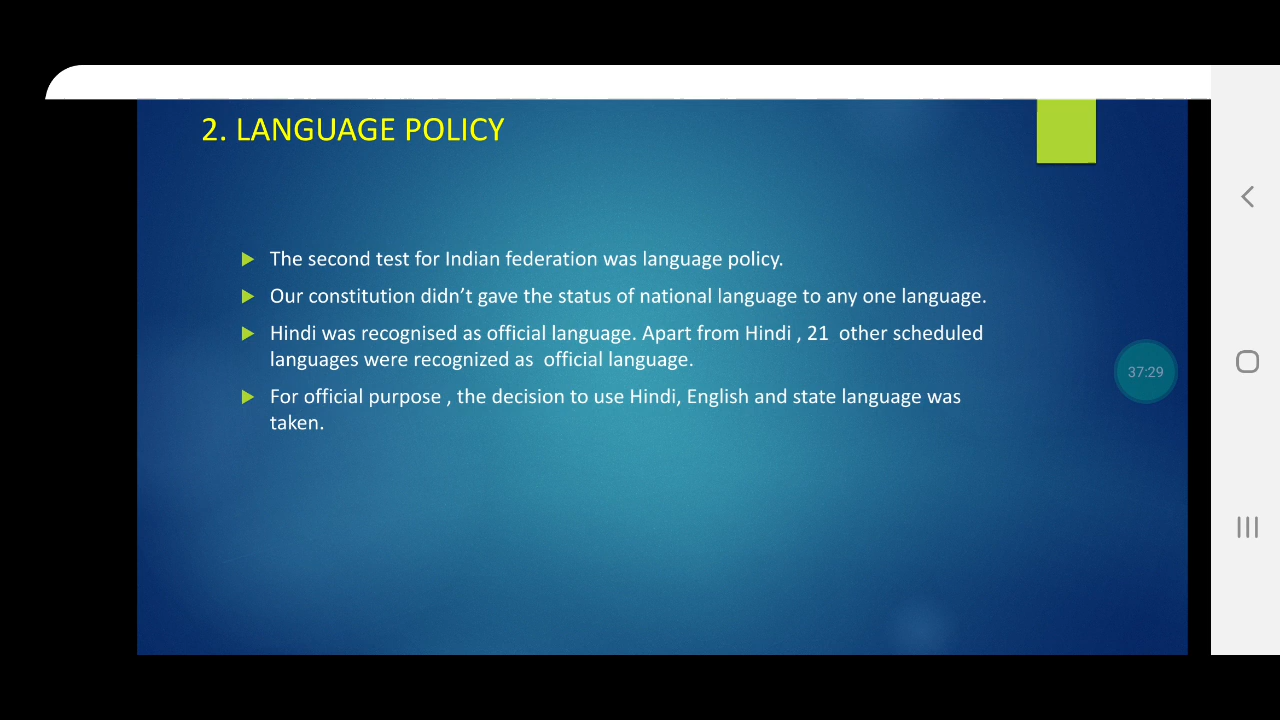 2. LANGUAGE POLICY
The second test for Indian federation was language policy.
Our constitution didn’t gave the status of national language to any one language.
Hindi was recognised as official language. Apart from Hindi , 21 other scheduled
languages were recognized as official language.
For official purpose , the decision to use Hindi, English and state language was
taken.
37:29